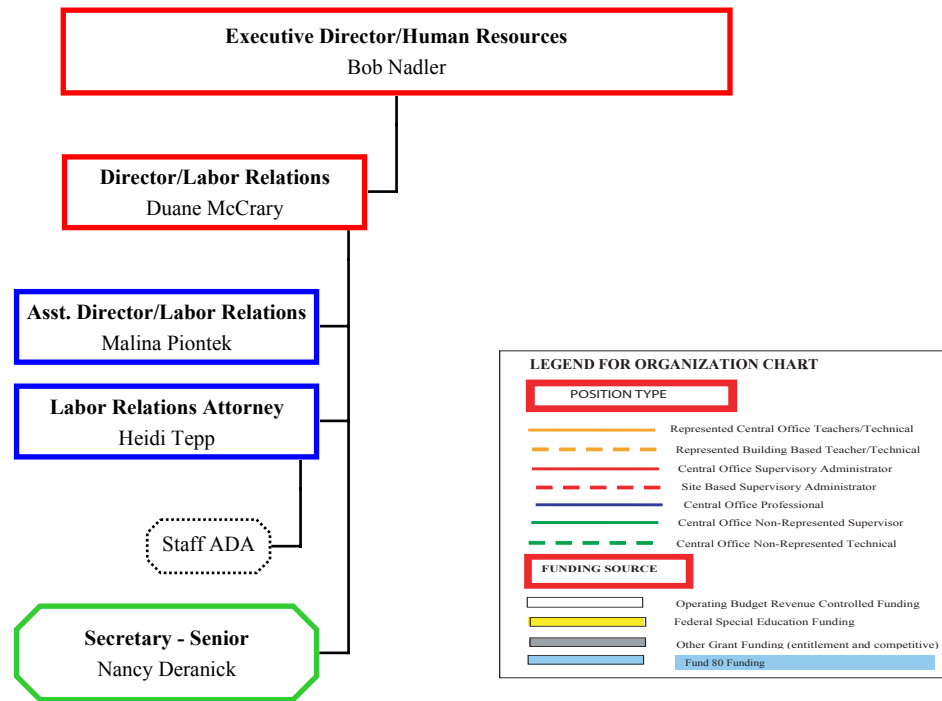 Executive Director/Human Resources
Bob Nadler
Director/Labor Relations
Duane McCrary
Asst. Director/Labor Relations
Malina Piontek
Labor Relations Attorney
Heidi Tepp
Staff ADA
Secretary - Senior
Nancy Deranick
LEGEND FOR ORGANIZATION CHART
POSITION TYPE
Represented Central Office Teachers/Technical
Represented Building Based Teacher/Technical
Central Office Supervisory Administrator
Site Based Supervisory Administrator
Central Office Professional
Central Office Non-Represented Supervisor
Central Office Non-Represented Technical
FUNDING SOURCE
Operating Budget Revenue Controlled Funding
Federal Special Education Funding
Other Grant Funding (entitlement and competitive)
Fund 80 Funding